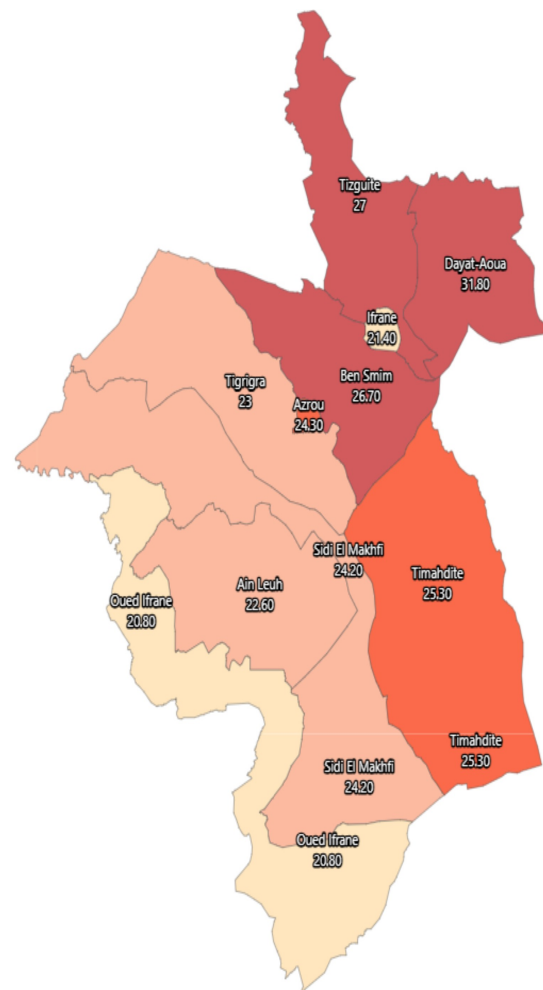 Tizguite
27
Dayat-Aoua
31.80
Ifrane
21.40
Ben Smim
26.70
Tigrigra
23
Azrou
24.30
Sidi El Makhfi
24.20
Timahdite
25.30
Ain Leuh
22.60
Oued Ifrane
20.80
Timahdite
25.30
Sidi El Makhfi
24.20
Oued Ifrane
20.80